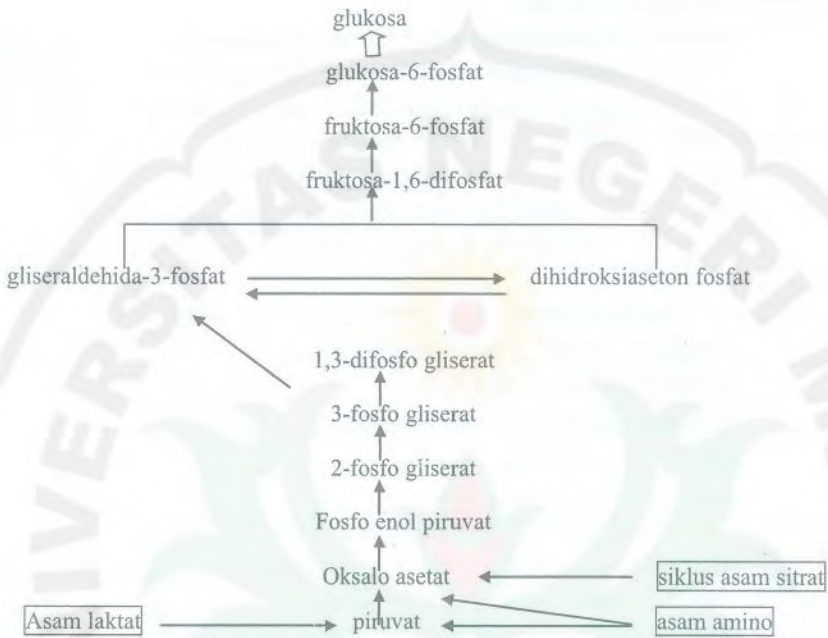 glukosa
glukosa-6-fosfat
fruktosa-6-fosfat
fruktosa-1,6-difosfat
gliseraldehida-3-fosfat dihidroksiaseton fosfat
1,3-difosfo gliserat
3-fosfo gliserat
2-fosfo gliserat
Fosfo enol piruvat
Oksalo asetat siklus asam sitrat
Asam laktat piruvat asam amino
IVERSITAS NEGERI M